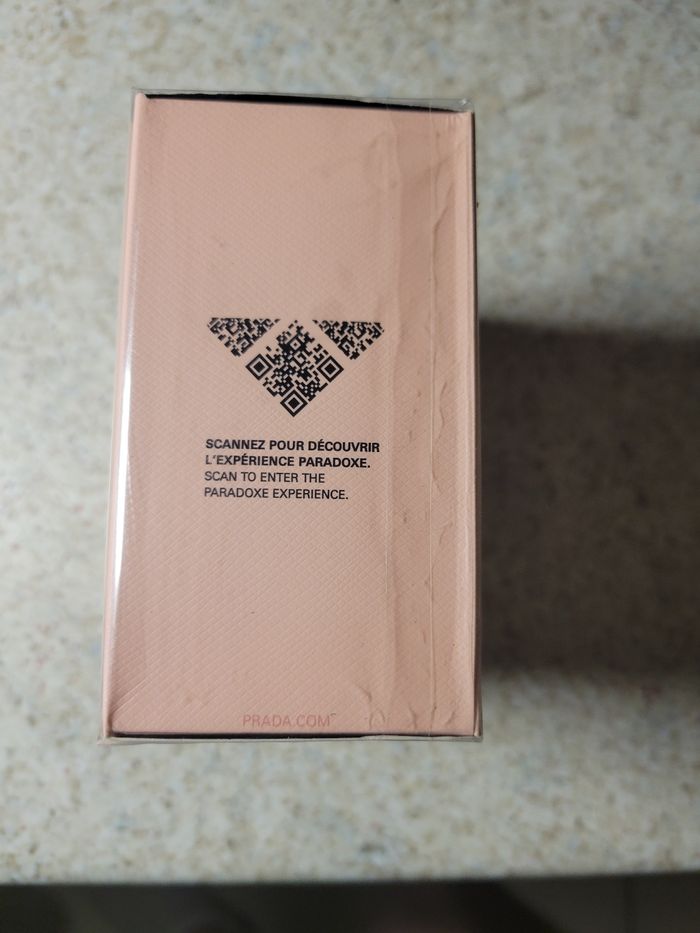 SCANNEZ POUR DÉCOUVRIR
L'EXPÉRIENCE PARADOXE.
SCAN TO ENTER THE
PARADOXE EXPERIENCE.
PRADA.COM